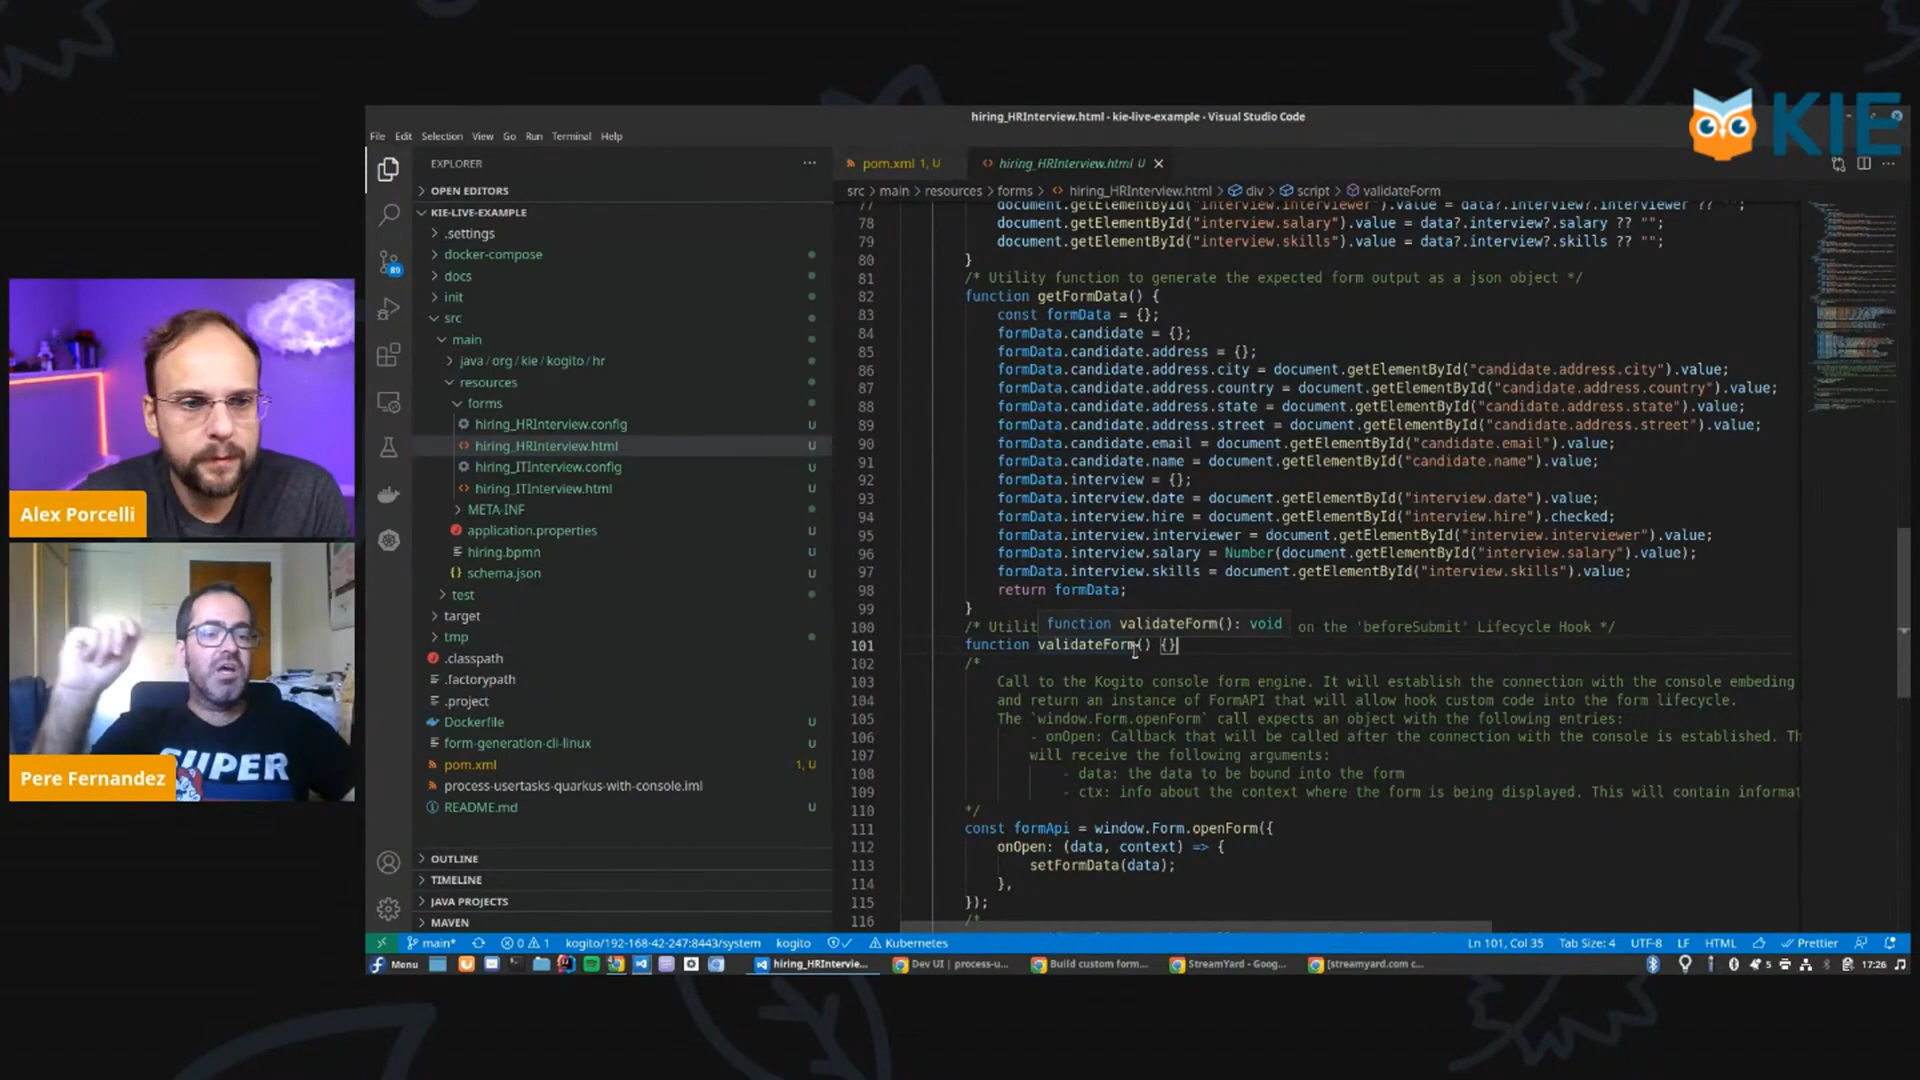 KIE
hiring_HRInterview.html - kie-live-example - Visual Studio Code
File Edit Selection View Go Run Terminal Help
EXPLORER
OPEN EDITORS
KIE-LIVE-EXAMPLE
.settings
docker-compose
docs
init
src
main
java / org / kie / kogito / hr
resources
forms
hiring_HRInterview.config U
hiring_HRInterview.html U
hiring_ITInterview.config U
hiring_ITInterview.html U
META-INF
application.properties U
hiring.bpmn U
schema.json U
test
target
tmp
.classpath U
.factorypath U
.project U
Dockerfile U
form-generation-cli-linux U
pom.xml 1, U
process-usertasks-quarkus-with-console.iml
README.md U
OUTLINE
TIMELINE
JAVA PROJECTS
MAVEN
89
pom.xml 1, U
hiring_HRInterview.html U
src > main > resources > forms > hiring_HRInterview.html > div > script > validateForm
77 document.getElementById("interview.interviewer").value = data?.interview?.interviewer ?? "";
78 document.getElementById("interview.salary").value = data?.interview?.salary ?? "";
79 document.getElementById("interview.skills").value = data?.interview?.skills ?? "";
80 }
81 /* Utility function to generate the expected form output as a json object */
82 function getFormData() {
83 const formData = {};
84 formData.candidate = {};
85 formData.candidate.address = {};
86 formData.candidate.address.city = document.getElementById("candidate.address.city").value;
87 formData.candidate.address.country = document.getElementById("candidate.address.country").value;
88 formData.candidate.address.state = document.getElementById("candidate.address.state").value;
89 formData.candidate.address.street = document.getElementById("candidate.address.street").value;
90 formData.candidate.email = document.getElementById("candidate.email").value;
91 formData.candidate.name = document.getElementById("candidate.name").value;
92 formData.interview = {};
93 formData.interview.date = document.getElementById("interview.date").value;
94 formData.interview.hire = document.getElementById("interview.hire").checked;
95 formData.interview.interviewer = document.getElementById("interview.interviewer").value;
96 formData.interview.salary = Number(document.getElementById("interview.salary").value);
97 formData.interview.skills = document.getElementById("interview.skills").value;
98 return formData;
99 }
function validateForm(): void
100 /* Utilit on the 'beforeSubmit' Lifecycle Hook */
101 function validateForm() {}
102 /*
103 Call to the Kogito console form engine. It will establish the connection with the console embeding
104 and return an instance of FormAPI that will allow hook custom code into the form lifecycle.
105 The `window.Form.openForm` call expects an object with the following entries:
106 - onOpen: Callback that will be called after the connection with the console is established. Th
107 will receive the following arguments:
108 - data: the data to be bound into the form
109 - ctx: info about the context where the form is being displayed. This will contain informat
110 */
111 const formApi = window.Form.openForm({
112 onOpen: (data, context) => {
113 setFormData(data);
114 },
115 });
116 /*
main* 0 1 kogito/192-168-42-247:8443/system kogito Kubernetes Ln 101, Col 35 Tab Size: 4 UTF-8 LF HTML Prettier
Menu hiring_HRIntervie... Dev UI | process-u... Build custom form... StreamYard - Goog... [streamyard.com c... 5 17:26
Alex Porcelli
SUPER
Pere Fernandez